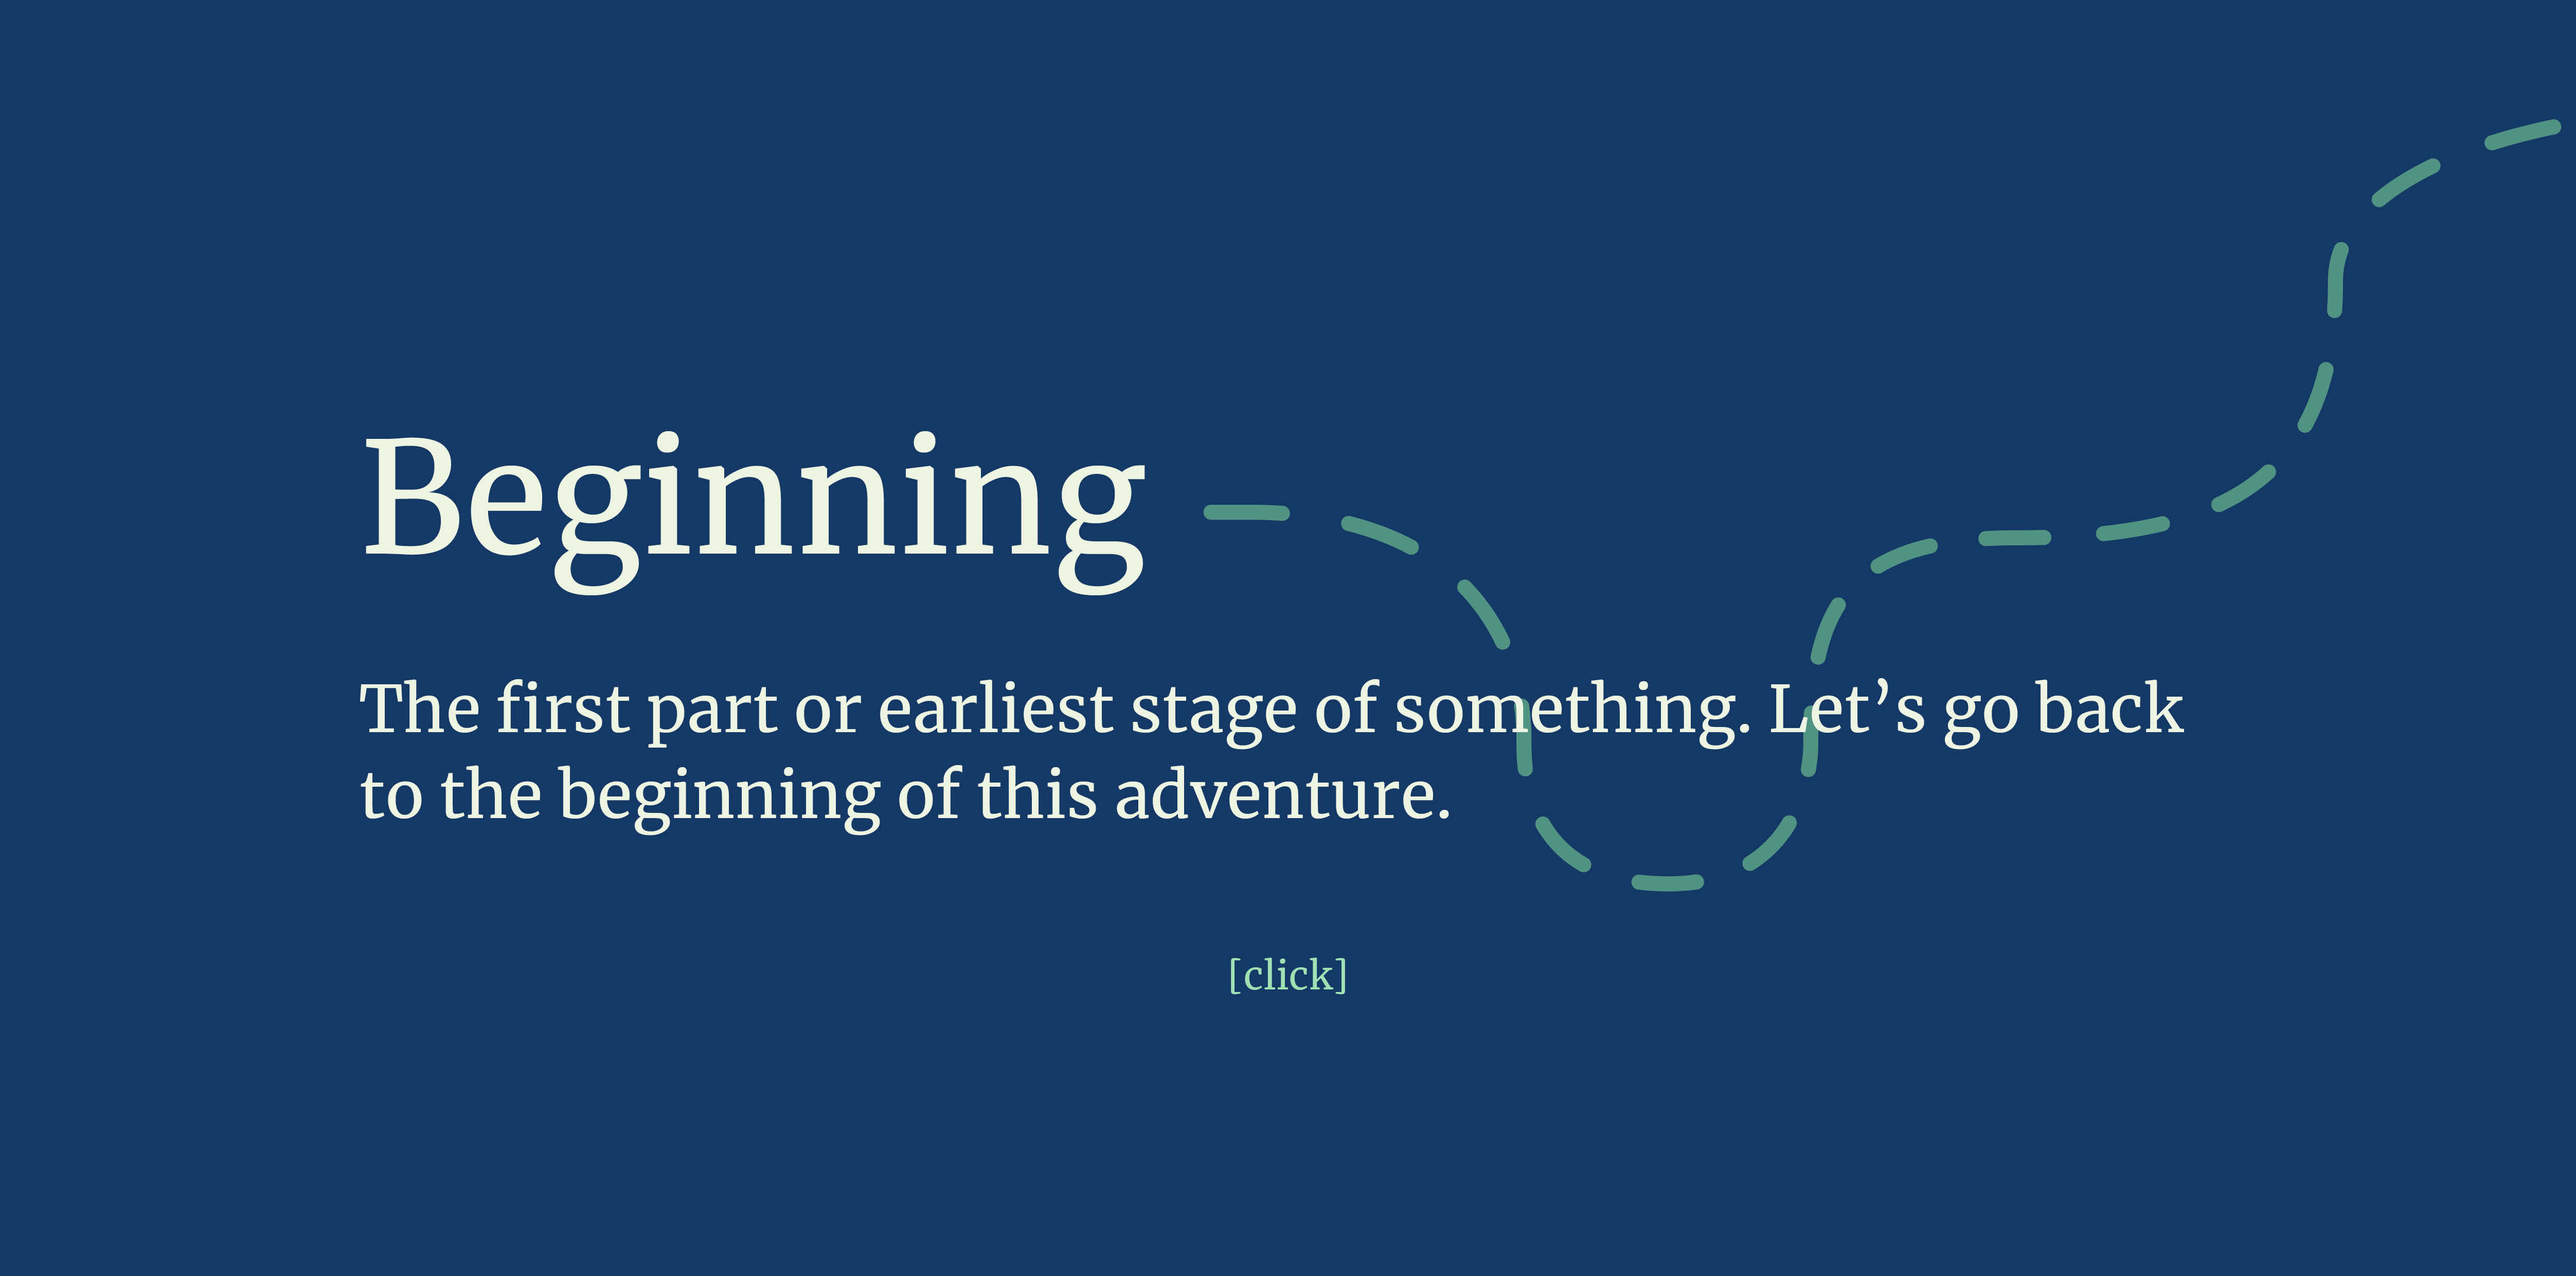 Beginning
The first part or earliest stage of something. Let’s go back
to the beginning of this adventure.
[click]